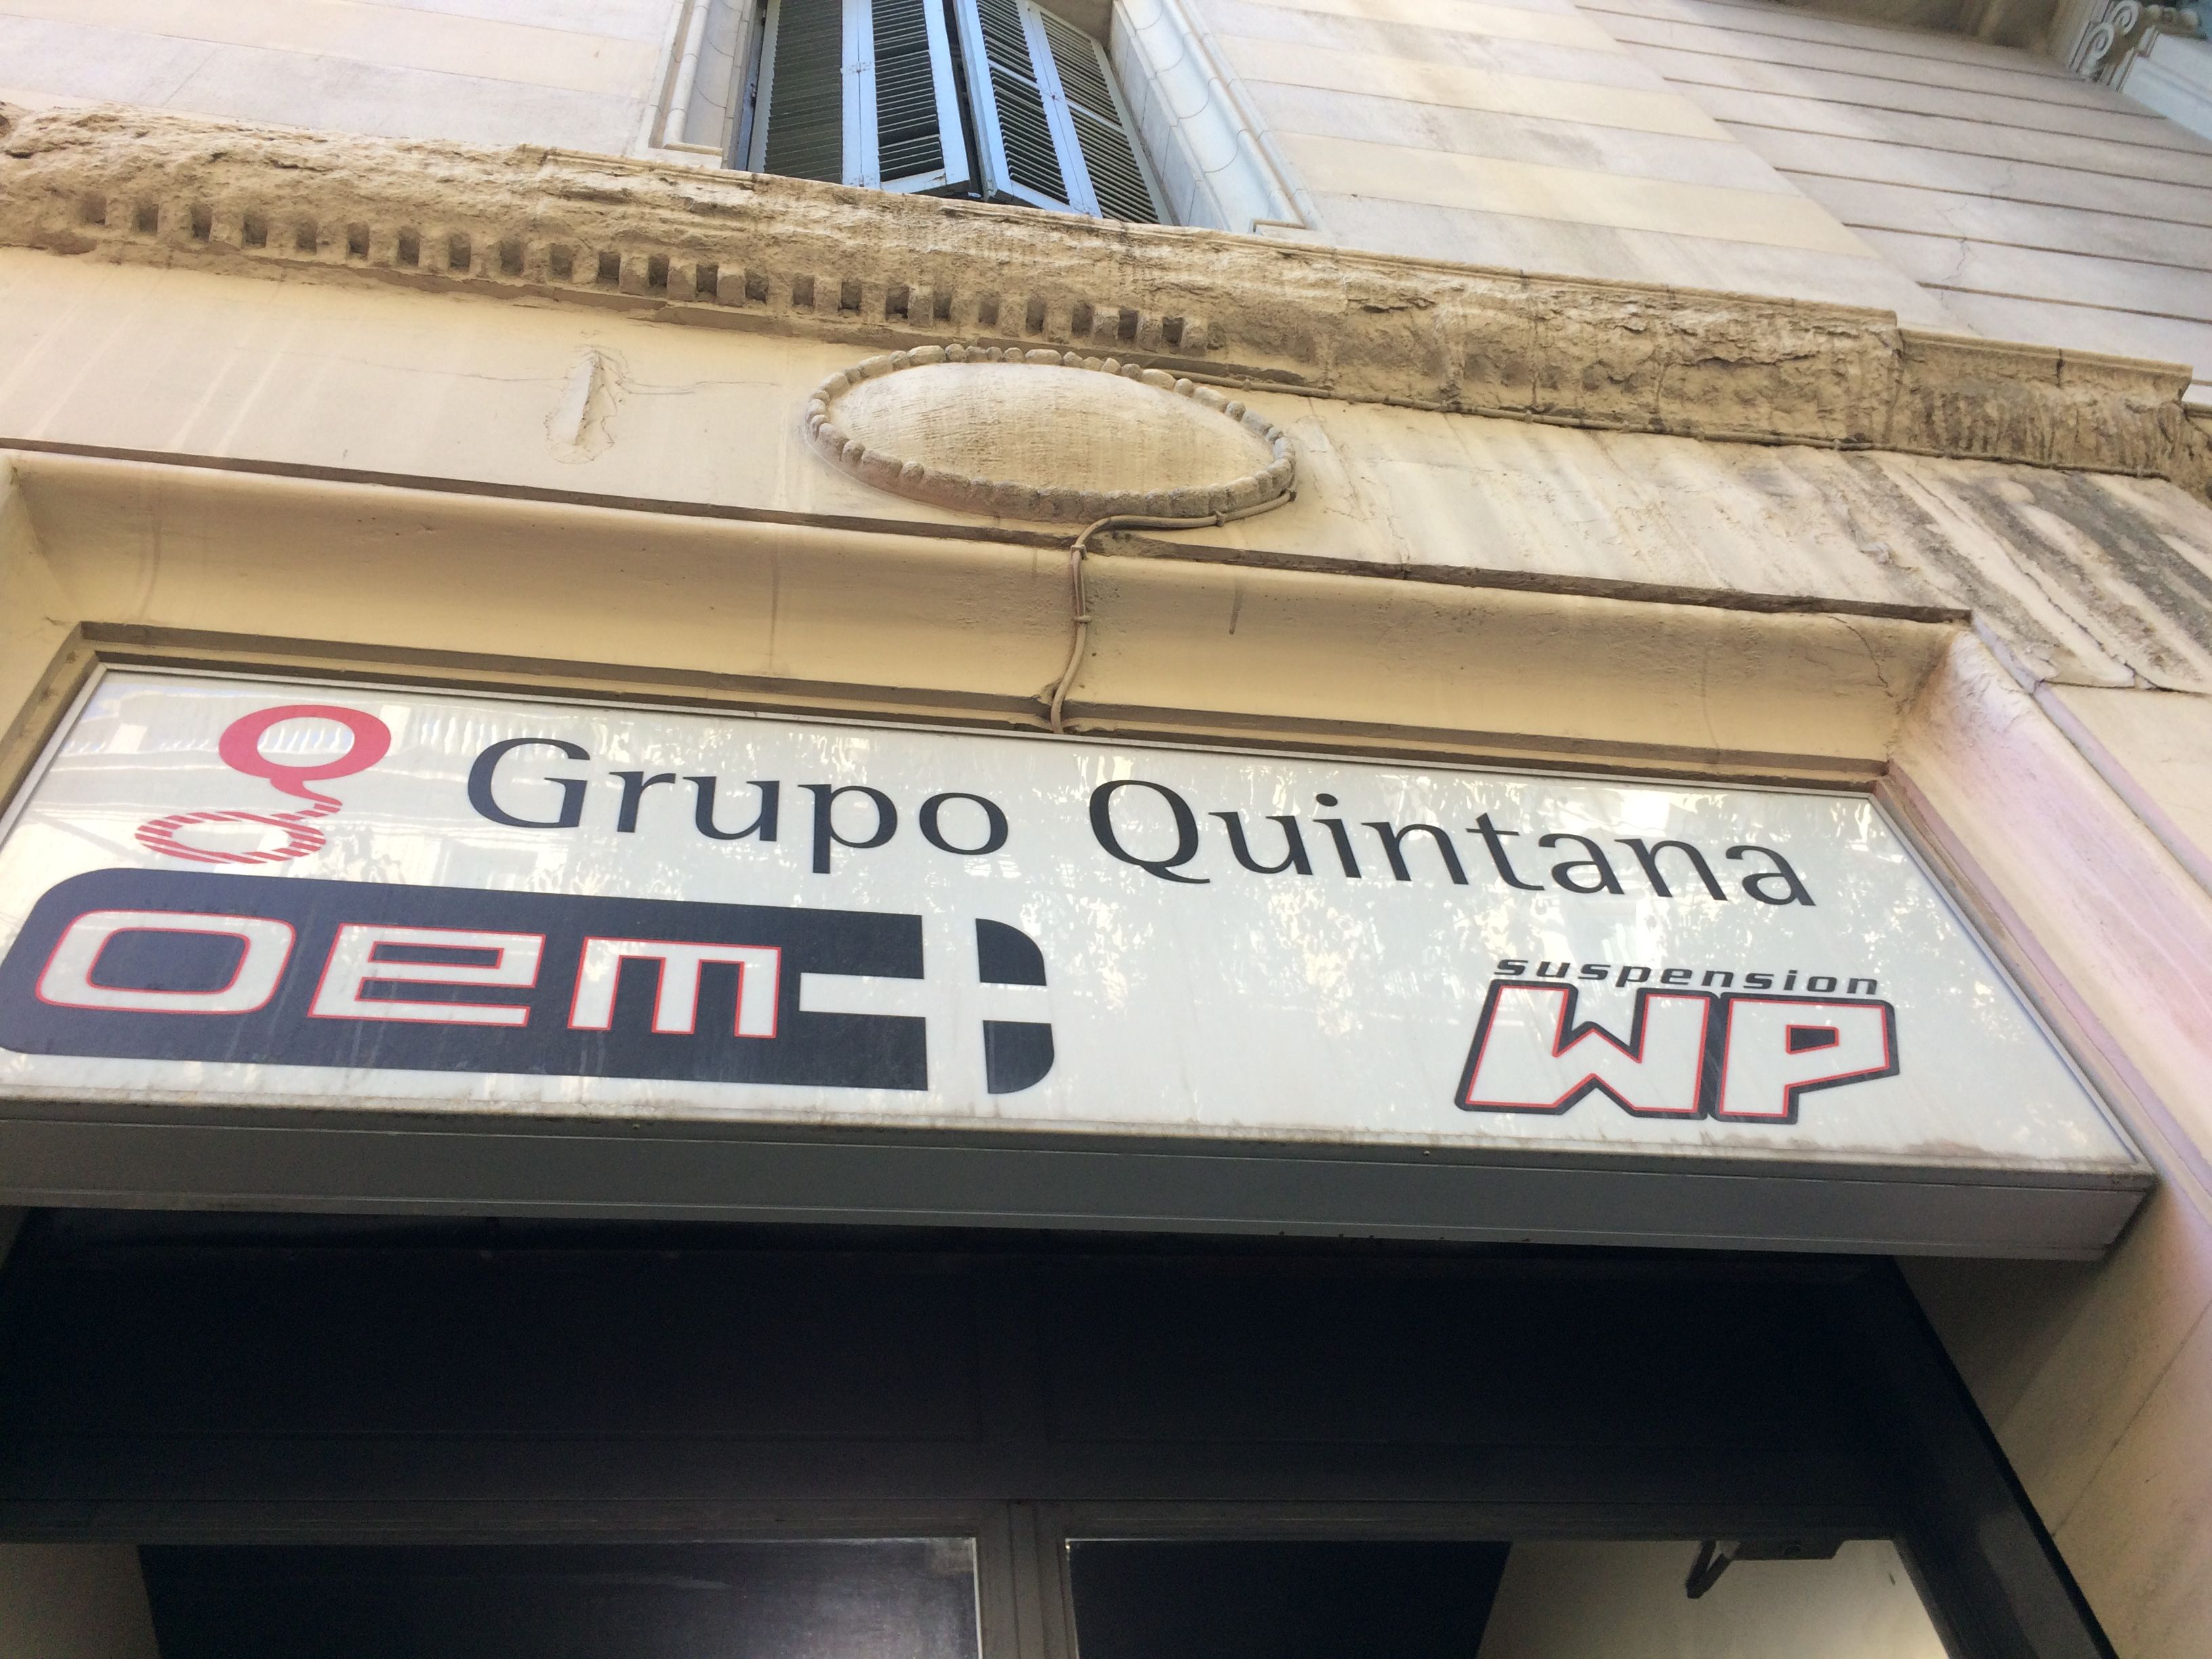 Grupo Quintana
oem+
suspension
WP